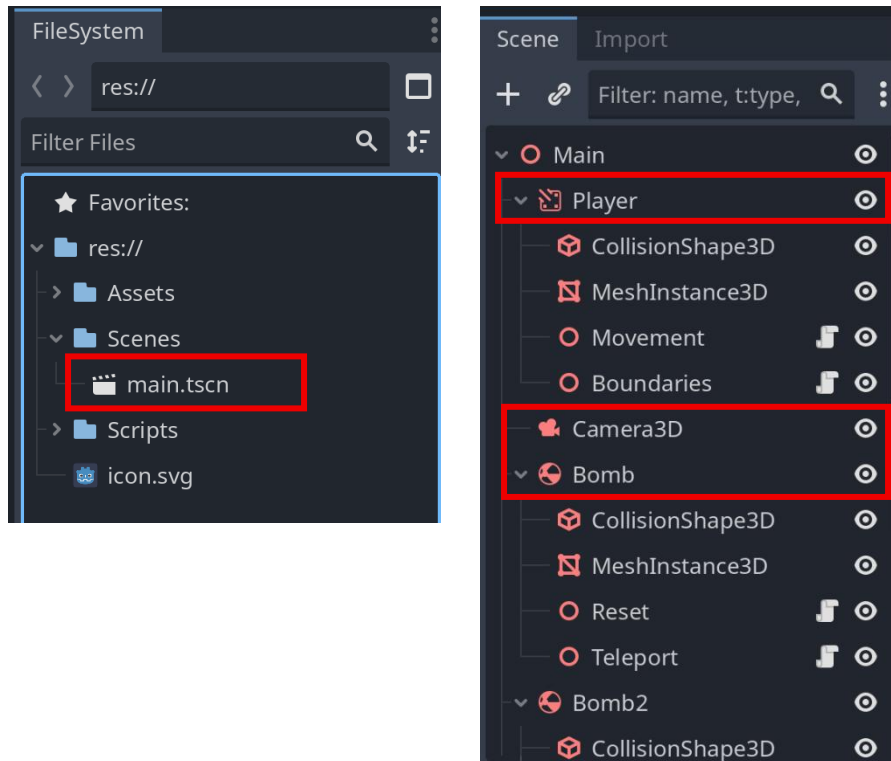 FileSystem
res://
Filter Files
Favorites:
res://
Assets
Scenes
main.tscn
Scripts
icon.svg
Scene Import
Filter: name, t:type,
Main
Player
CollisionShape3D
MeshInstance3D
Movement
Boundaries
Camera3D
Bomb
CollisionShape3D
MeshInstance3D
Reset
Teleport
Bomb2
CollisionShape3D